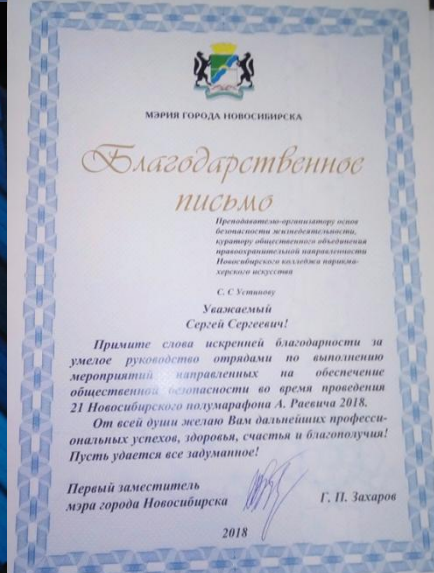 МЭРИЯ ГОРОДА НОВОСИБИРСКА
Благодарственное
письмо
Преподавателю-организатору основ
безопасности жизнедеятельности,
куратору общественного объединения
правоохранительной направленности
Новосибирского колледжа парикма-
херского искусства
С. С Устинову
Уважаемый
Сергей Сергеевич!
Примите слова искренней благодарности за
умелое руководство отрядами по выполнению
мероприятий направленных на обеспечение
общественной безопасности во время проведения
21 Новосибирского полумарафона А. Раевича 2018.
От всей души желаю Вам дальнейших професси-
ональных успехов, здоровья, счастья и благополучия!
Пусть удается все задуманное!
Первый заместитель
мэра города Новосибирска
Г. П. Захаров
2018